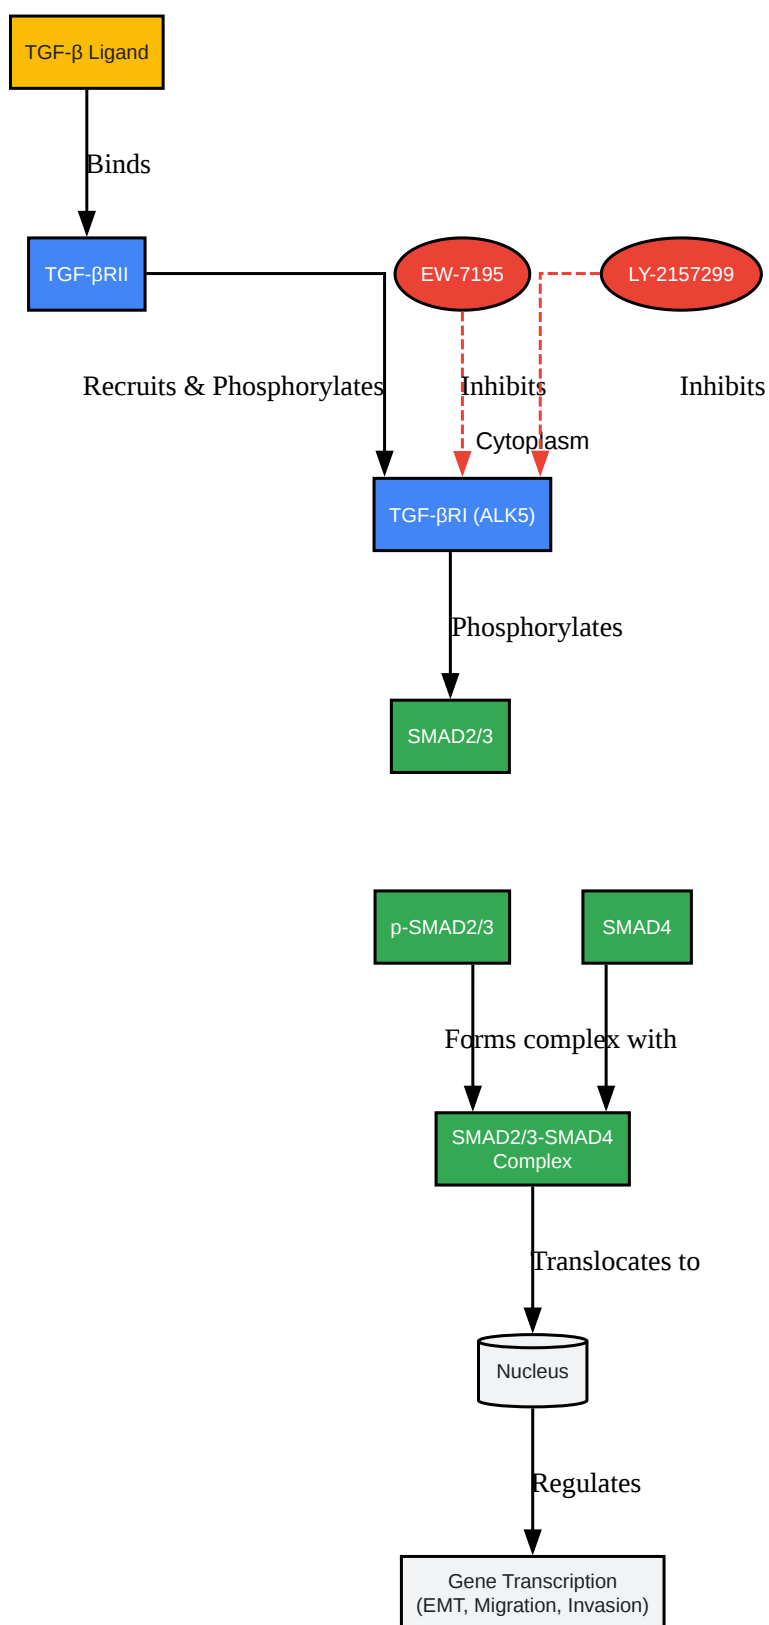 TGF-β Ligand
Binds
TGF-βRII
EW-7195
LY-2157299
Recruits & Phosphorylates
Inhibits
Inhibits
Cytoplasm
TGF-βRI (ALK5)
Phosphorylates
SMAD2/3
p-SMAD2/3
SMAD4
Forms complex with
SMAD2/3-SMAD4
Complex
Translocates to
Nucleus
Regulates
Gene Transcription
(EMT, Migration, Invasion)